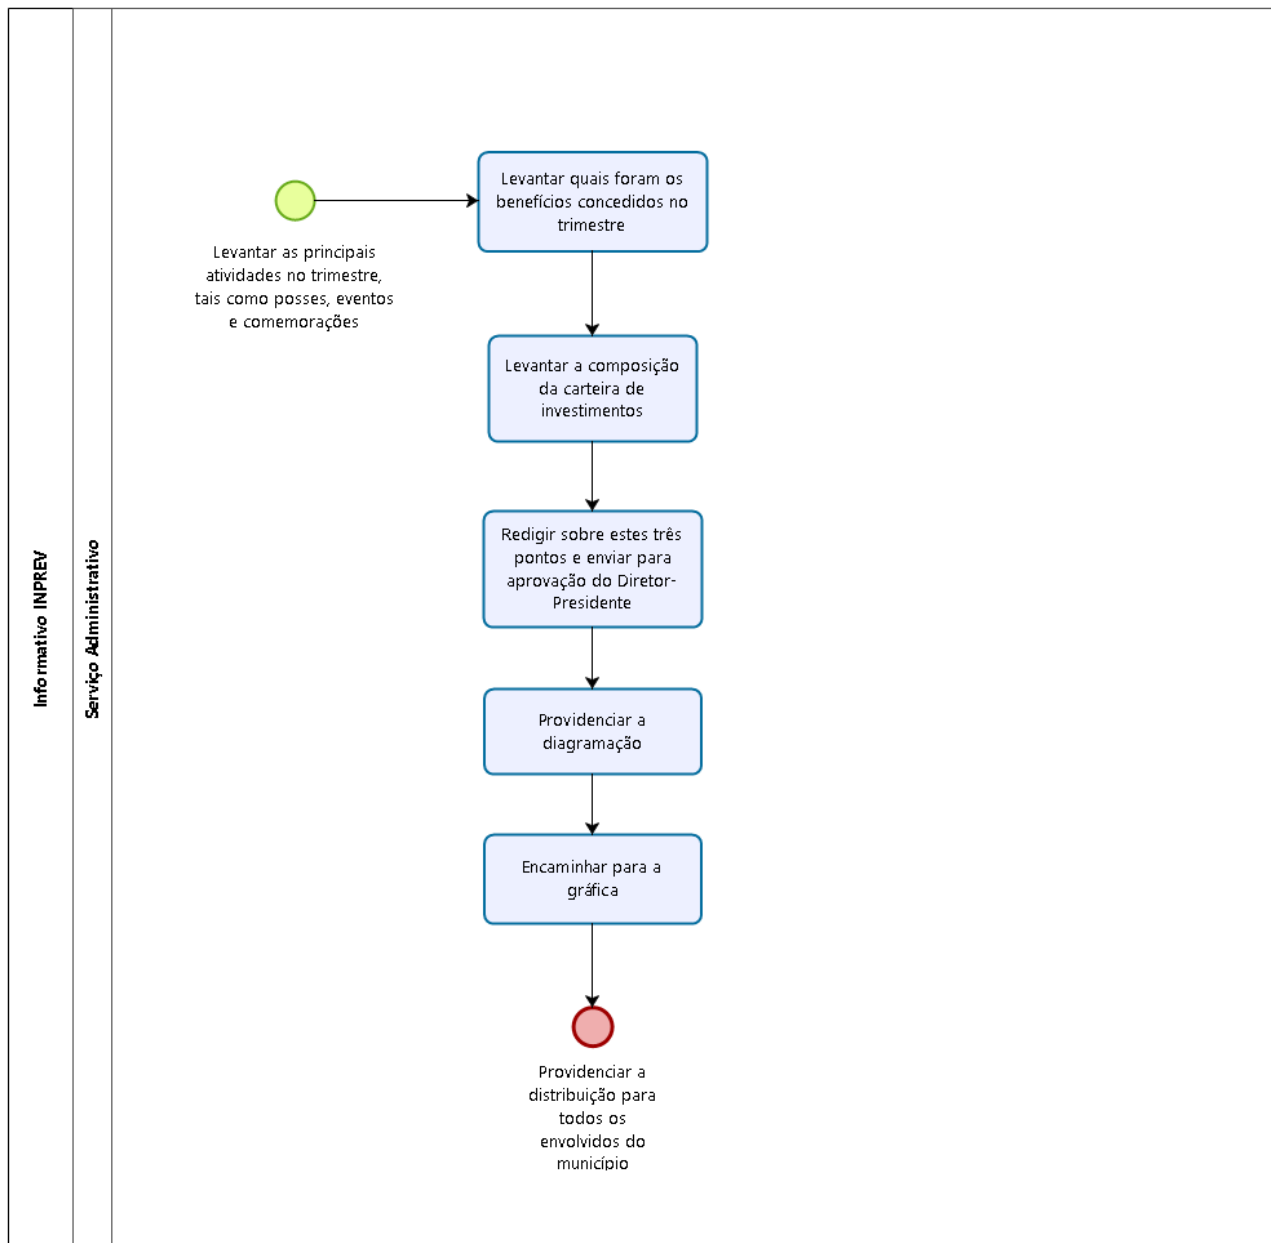 Informativo INPREV
Serviço Administrativo
Levantar as principais
atividades no trimestre,
tais como posses, eventos
e comemorações
Levantar quais foram os
benefícios concedidos no
trimestre
Levantar a composição
da carteira de
investimentos
Redigir sobre estes três
pontos e enviar para
aprovação do Diretor-
Presidente
Providenciar a
diagramação
Encaminhar para a
gráfica
Providenciar a
distribuição para
todos os
envolvidos do
município